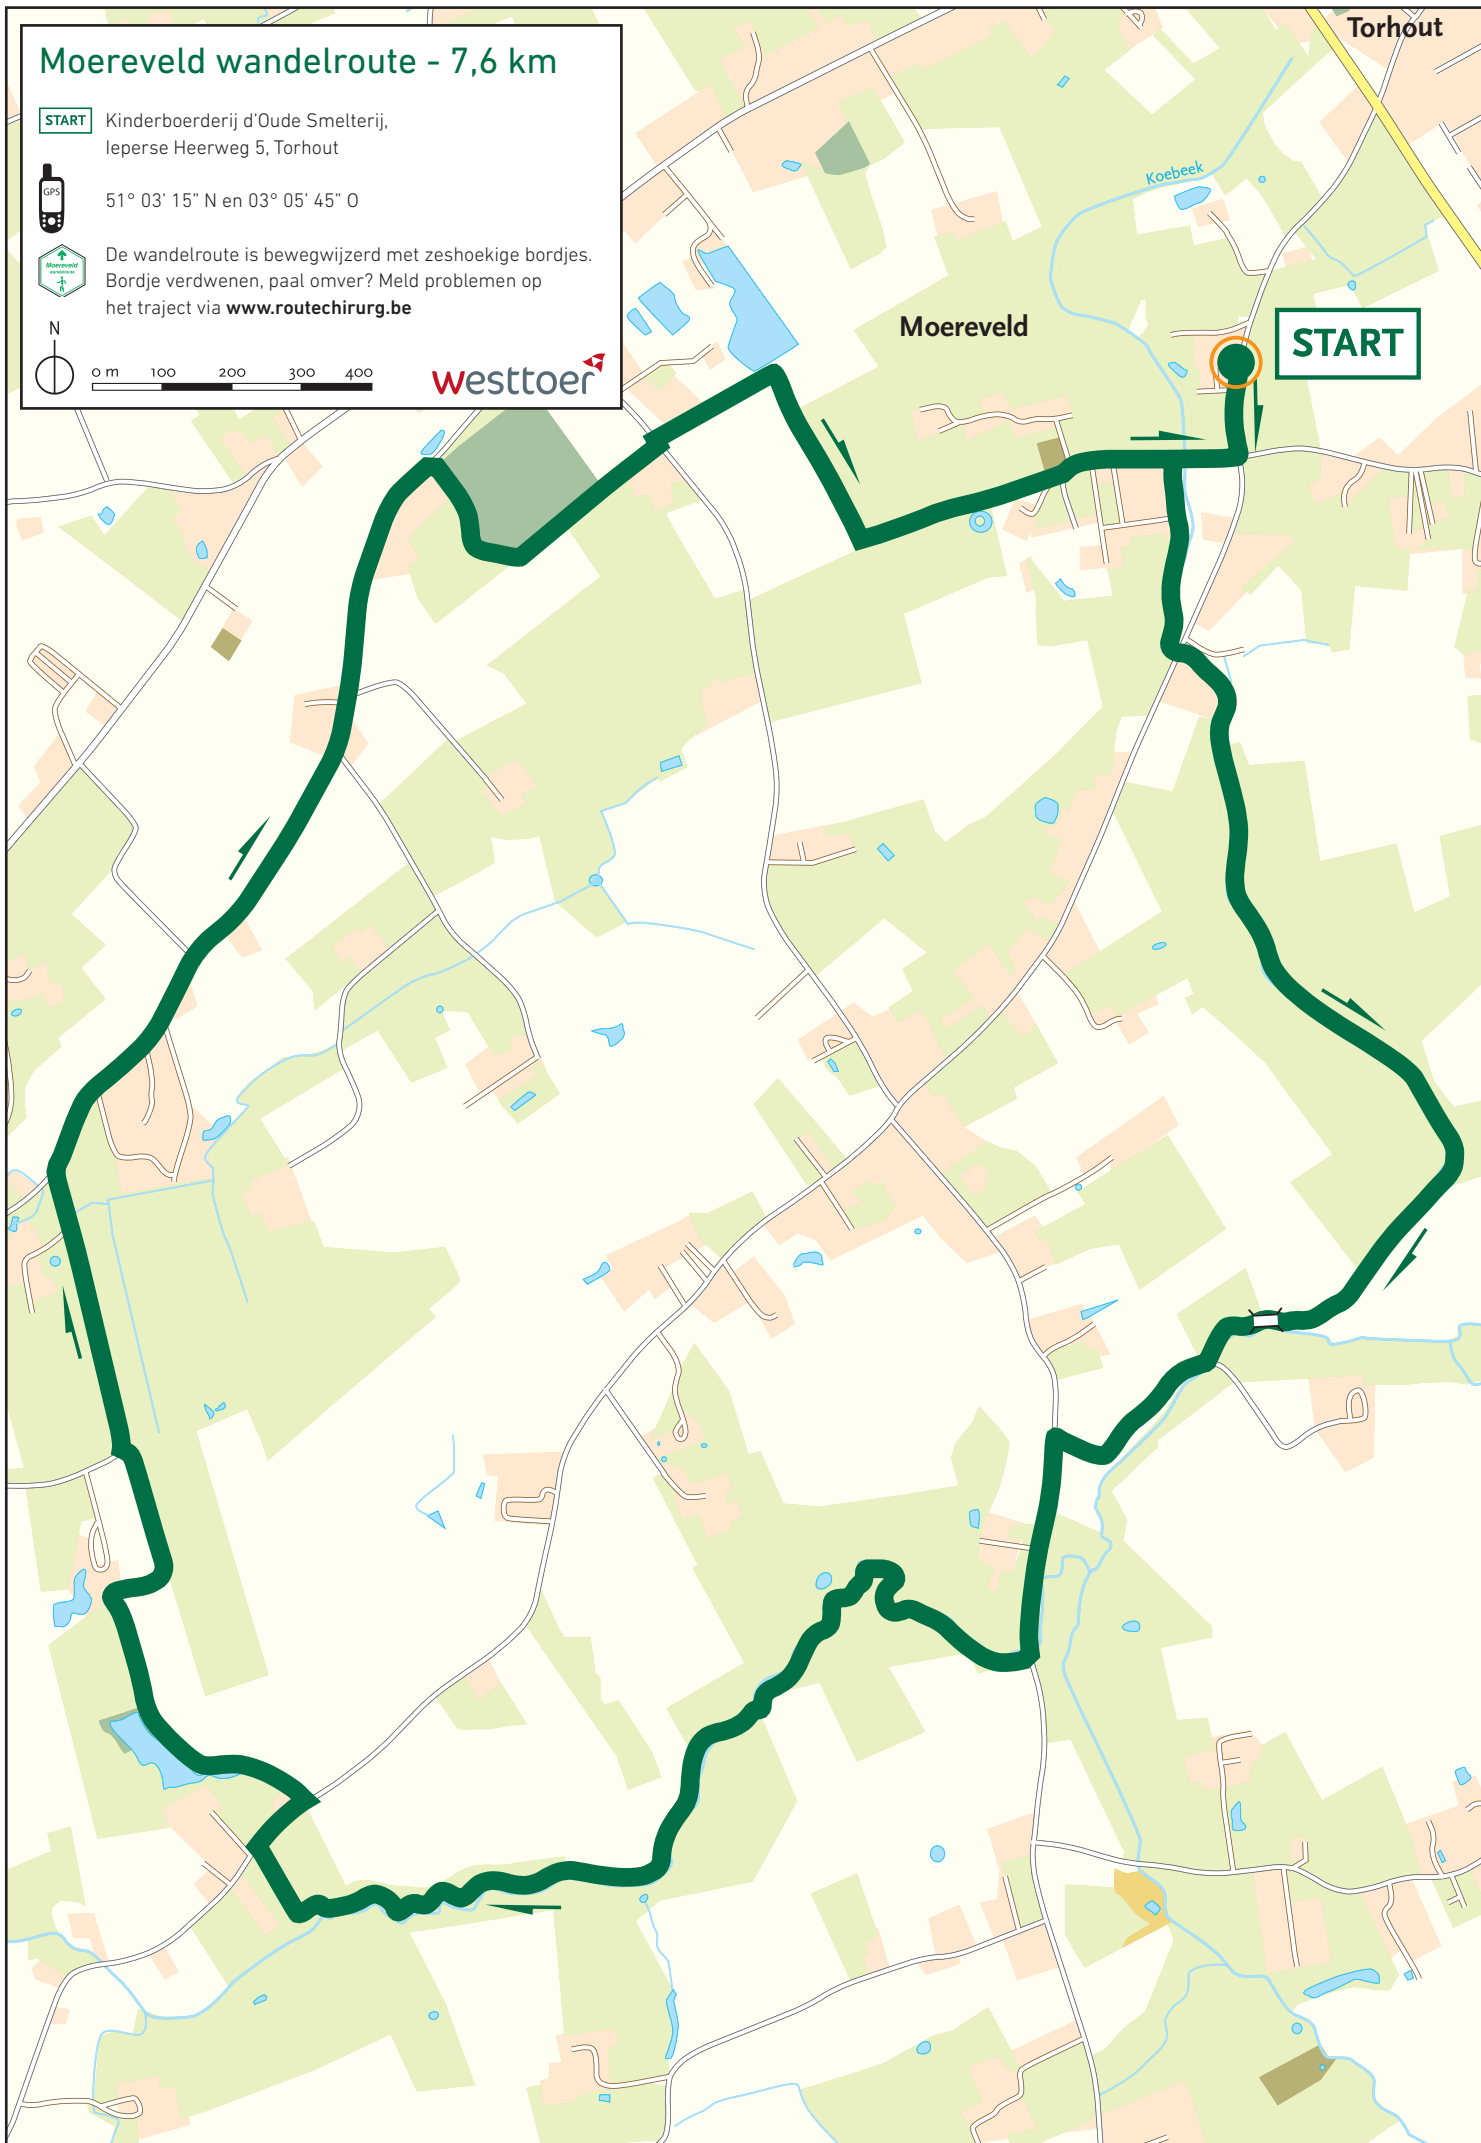 Moereveld wandelroute - 7,6 km
START
Kinderboerderij d'Oude Smelterij,
Ieperse Heerweg 5, Torhout
GPS
51° 03' 15" N en 03° 05' 45" O
Moereveld
wandelroute
De wandelroute is bewegwijzerd met zeshoekige bordjes.
Bordje verdwenen, paal omver? Meld problemen op
het traject via www.routechirurg.be
N
0 m 100 200 300 400
westtoer
Torhout
Koebeek
Moereveld
START